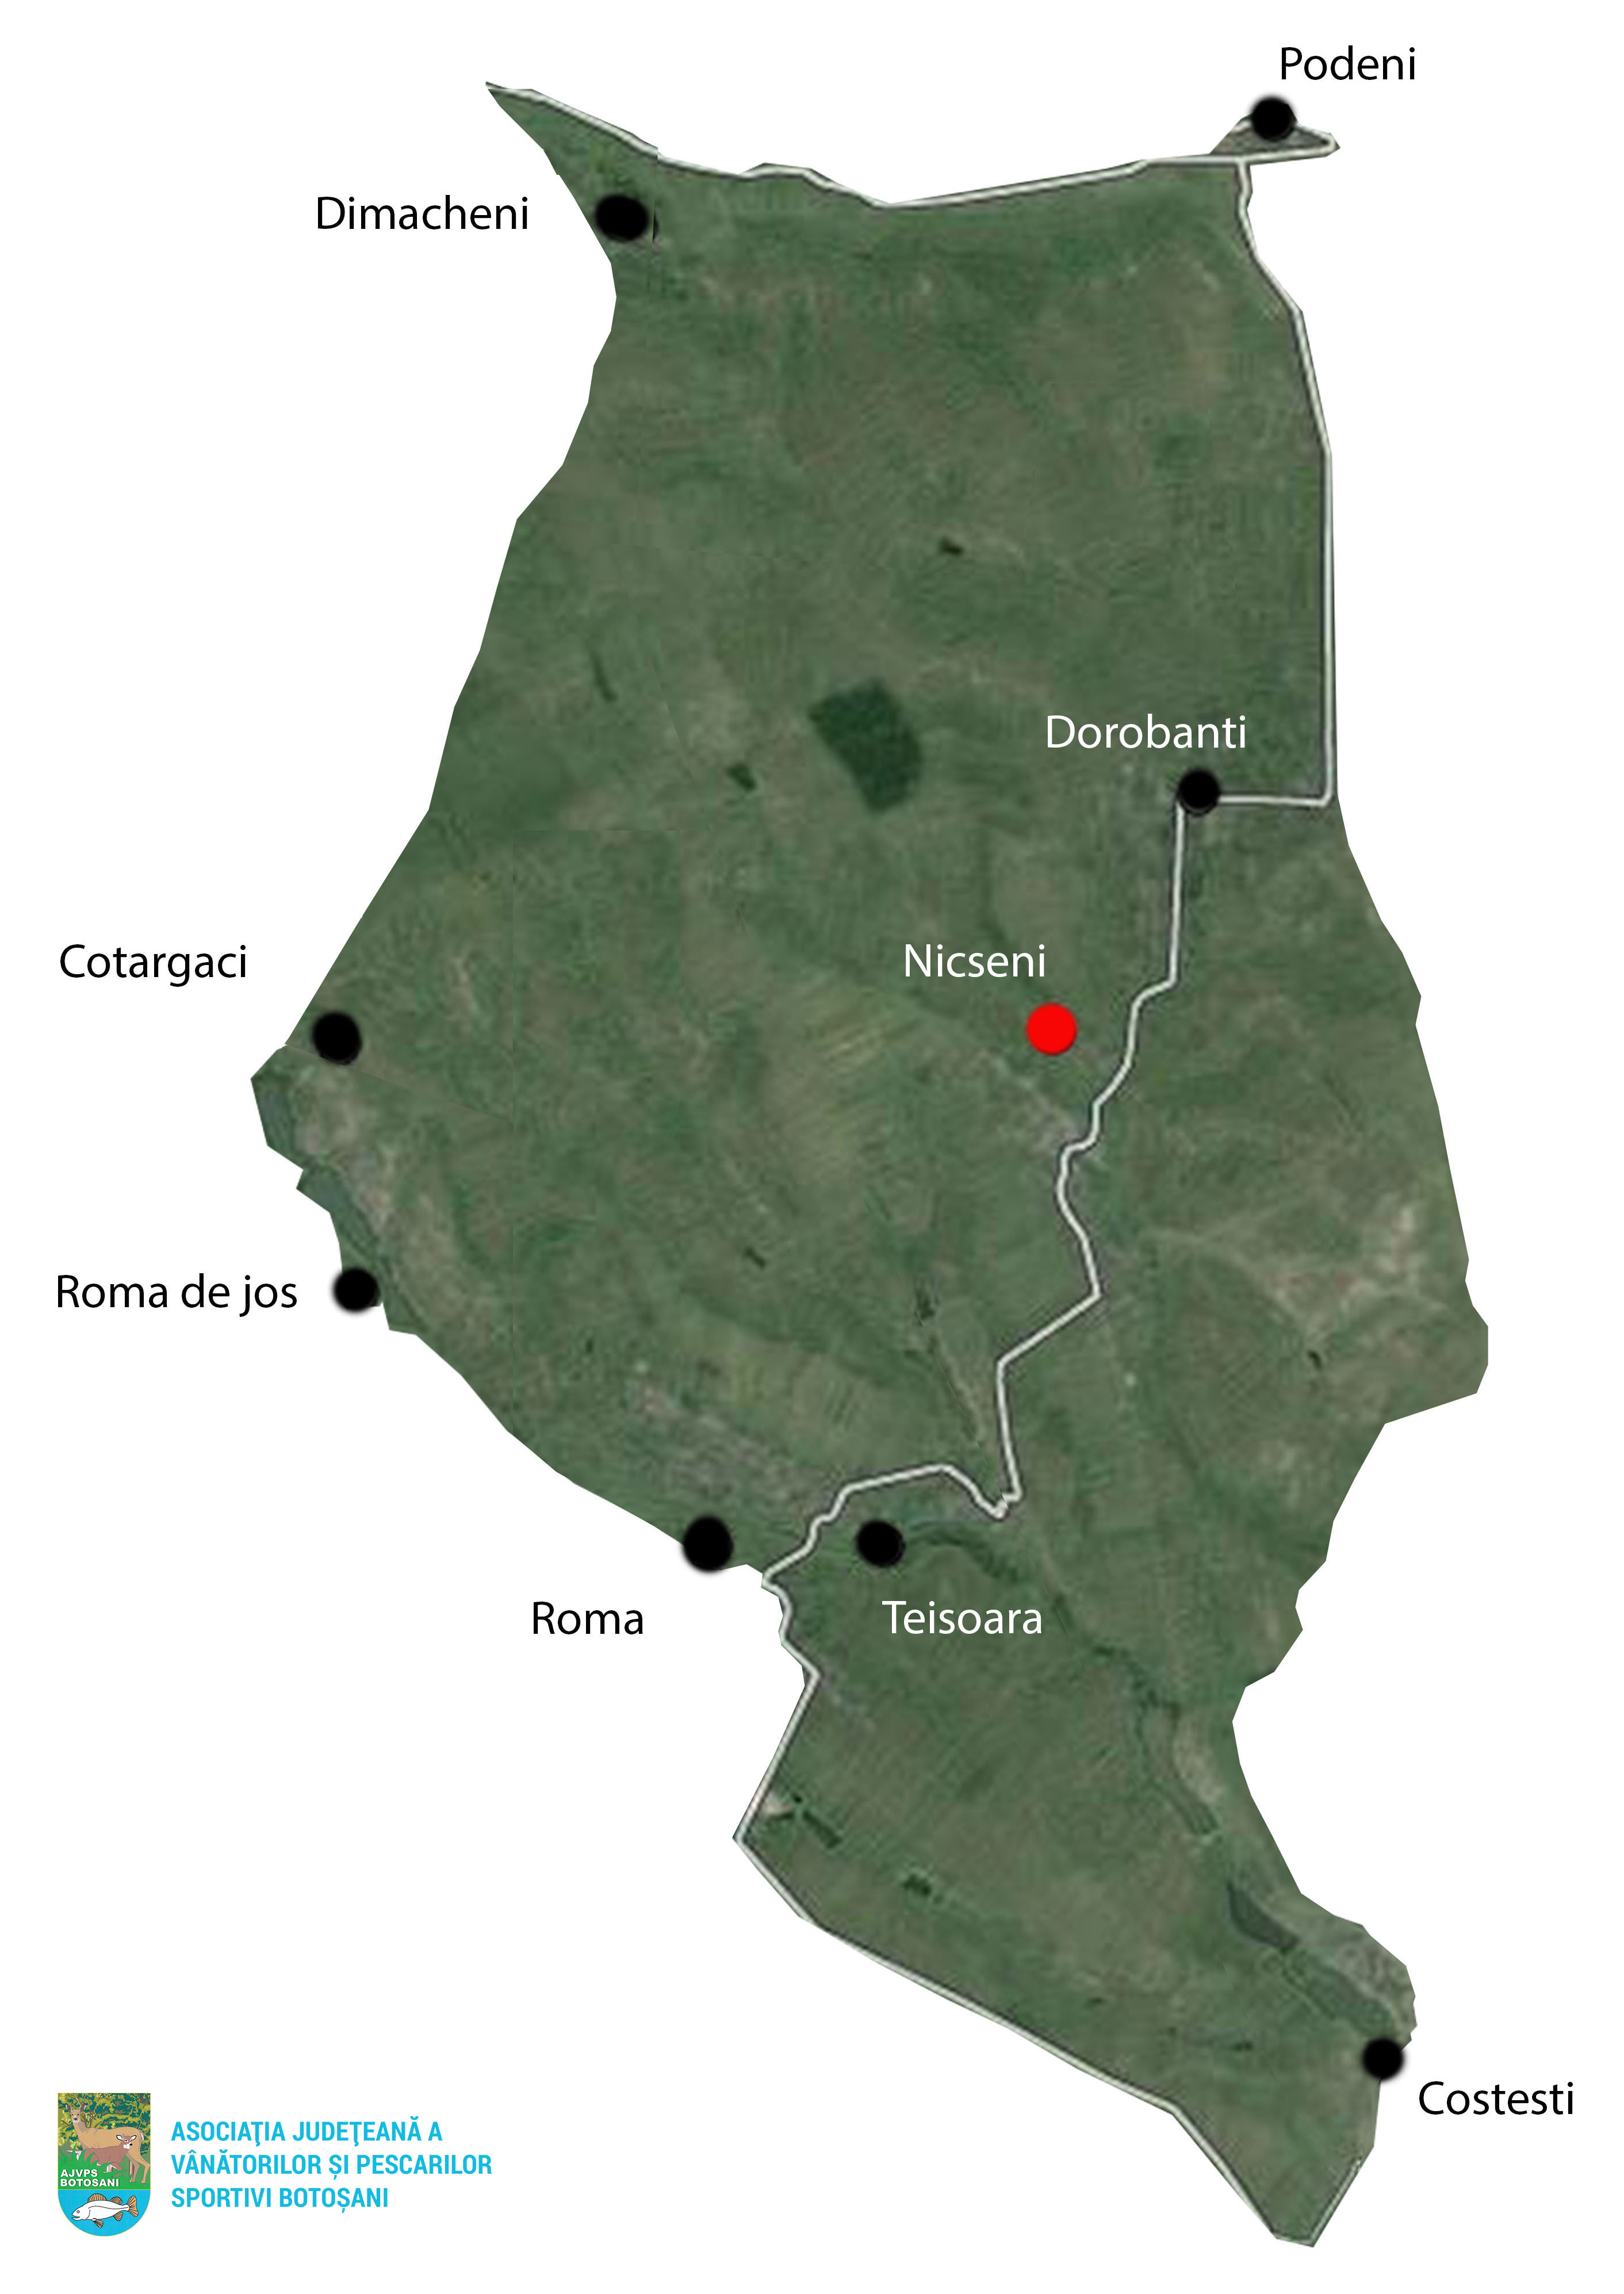 Podeni
Dimacheni
Dorobanti
Cotargaci
Nicseni
Roma de jos
Roma
Teisoara
Costesti
AJVPS
BOTOSANI
ASOCIAŢIA JUDEŢEANĂ A
VÂNĂTORILOR ȘI PESCARILOR
SPORTIVI BOTOȘANI